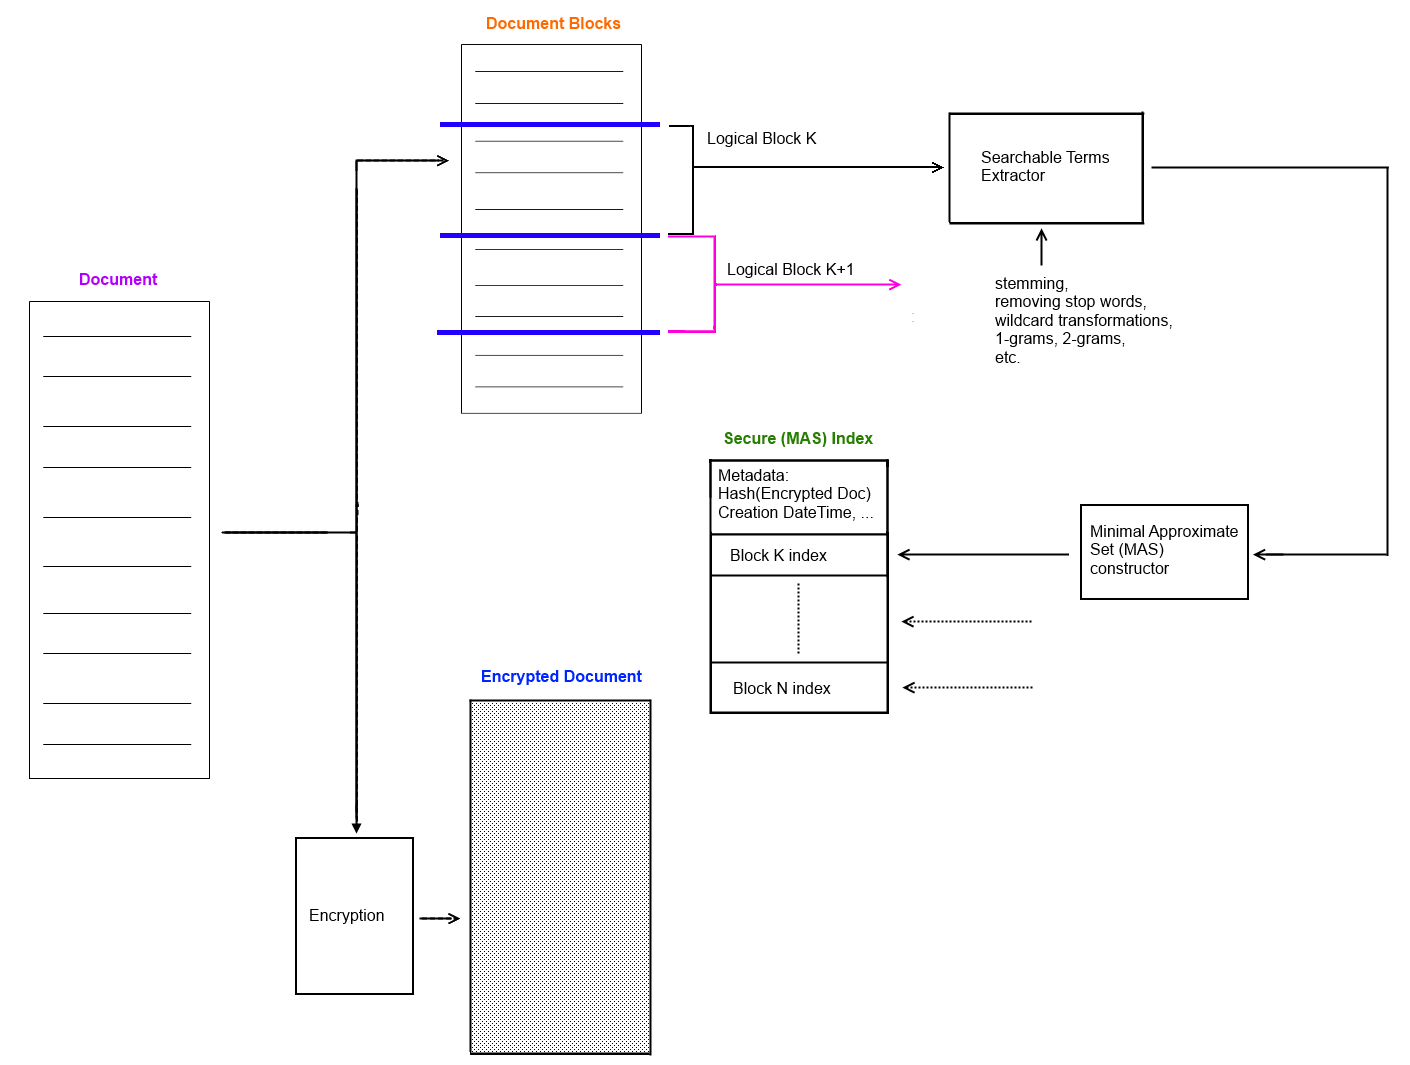 Document Blocks
Logical Block K
Searchable Terms
Extractor
Logical Block K+1
stemming,
removing stop words,
wildcard transformations,
1-grams, 2-grams,
etc.
Document
Secure (MAS) Index
Metadata:
Hash(Encrypted Doc)
Creation DateTime, ...
Block K index
Block N index
Minimal Approximate
Set (MAS)
constructor
Encrypted Document
Encryption